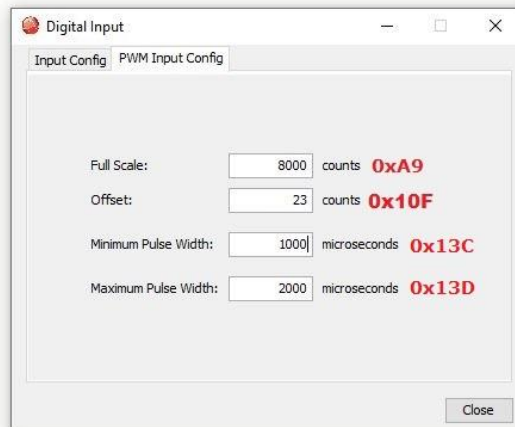 Digital Input
Input Config PWM Input Config
Full Scale: 8000 counts 0xA9
Offset: 23 counts 0x10F
Minimum Pulse Width: 1000 microseconds 0x13C
Maximum Pulse Width: 2000 microseconds 0x13D
Close